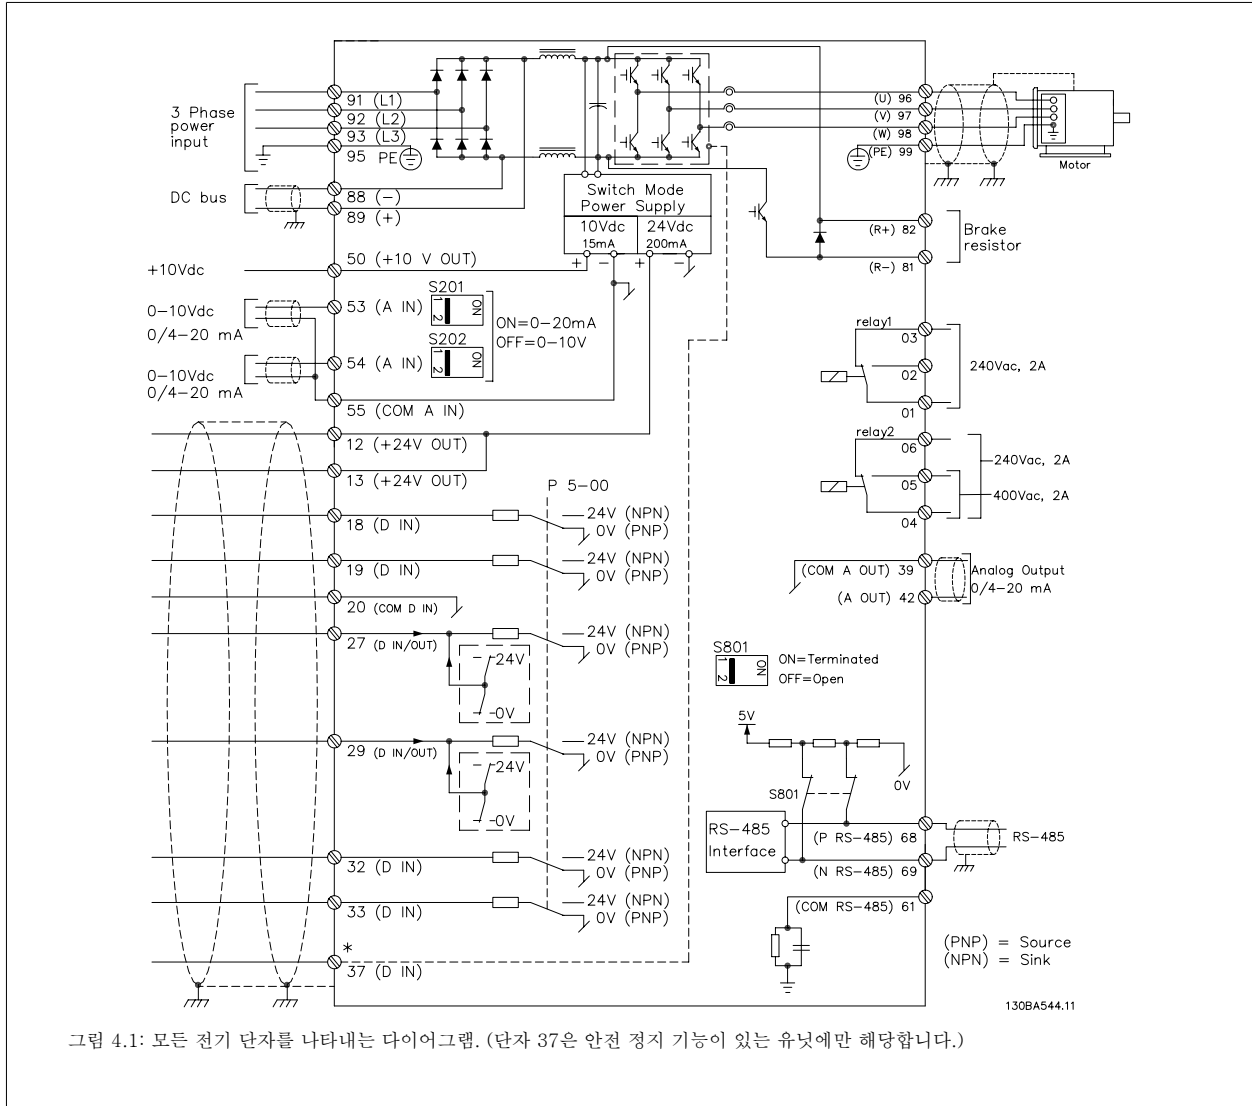 3 Phase
power
input
91 (L1)
92 (L2)
93 (L3)
95 PE
DC bus
88 (−)
89 (+)
+10Vdc
50 (+10 V OUT)
0−10Vdc
0/4−20 mA
53 (A IN)
S201
1 2
ON
ON=0−20mA
OFF=0−10V
S202
1 2
ON
0−10Vdc
0/4−20 mA
54 (A IN)
55 (COM A IN)
12 (+24V OUT)
13 (+24V OUT)
P 5-00
18 (D IN)
24V (NPN)
0V (PNP)
19 (D IN)
24V (NPN)
0V (PNP)
20 (COM D IN)
27 (D IN/OUT)
24V (NPN)
0V (PNP)
24V
0V
29 (D IN/OUT)
24V (NPN)
0V (PNP)
24V
0V
32 (D IN)
24V (NPN)
0V (PNP)
33 (D IN)
24V (NPN)
0V (PNP)
*
37 (D IN)
Switch Mode
Power Supply
10Vdc
15mA
24Vdc
200mA
+ − + −
(U) 96
(V) 97
(W) 98
(PE) 99
Motor
(R+) 82
(R−) 81
Brake
resistor
relay1
03
02
01
240Vac, 2A
relay2
06
05
04
240Vac, 2A
400Vac, 2A
(COM A OUT) 39
(A OUT) 42
Analog Output
0/4−20 mA
S801
1 2
ON
ON=Terminated
OFF=Open
5V
S801
0V
RS−485
Interface
(P RS−485) 68
(N RS−485) 69
RS−485
(COM RS−485) 61
(PNP) = Source
(NPN) = Sink
130BA544.11
그림 4.1: 모든 전기 단자를 나타내는 다이어그램. (단자 37은 안전 정지 기능이 있는 유닛에만 해당합니다.)